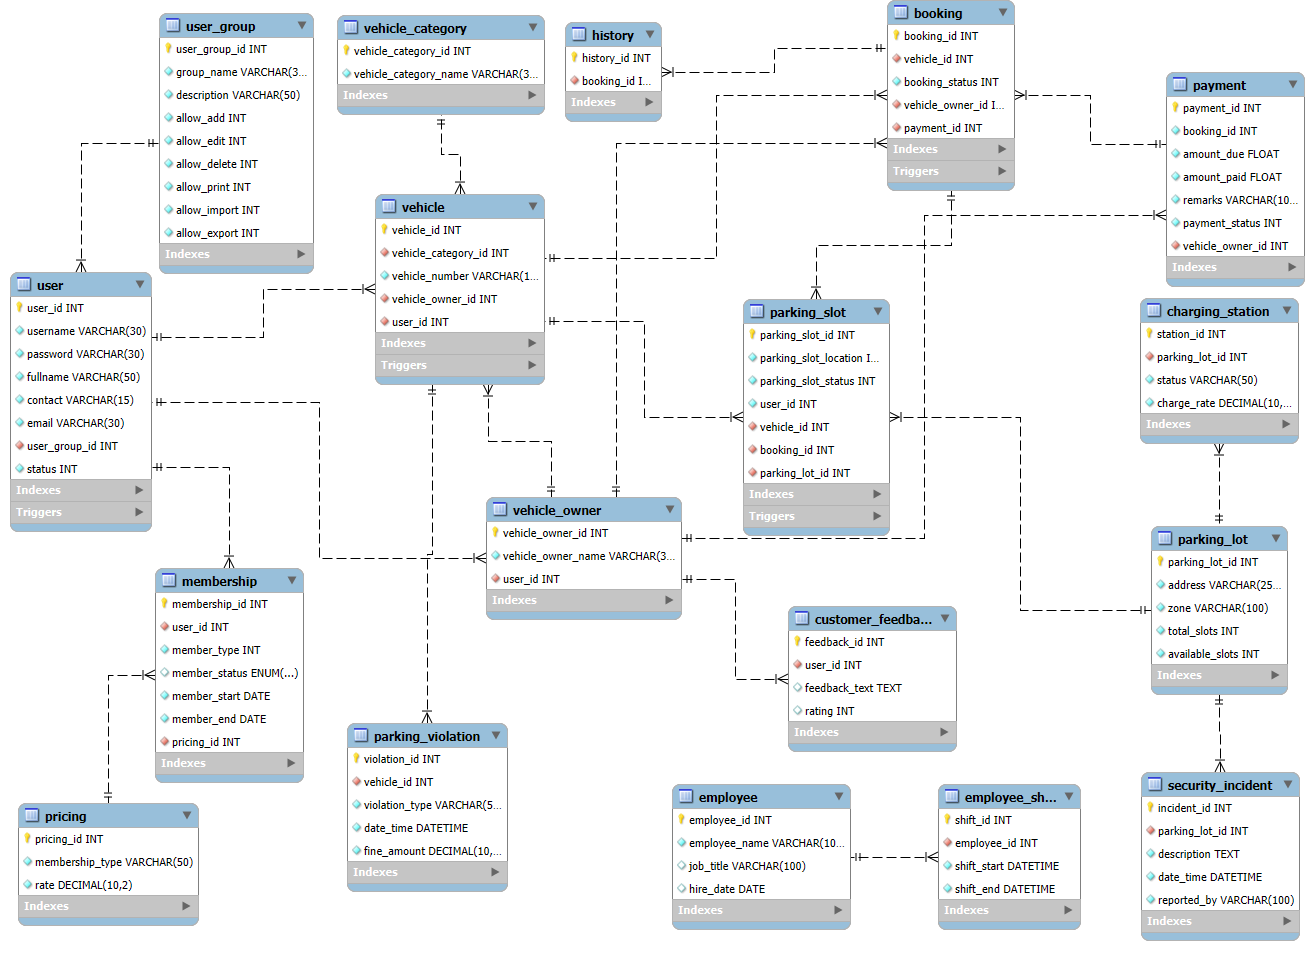 user_group
user_group_id INT
group_name VARCHAR(3...
description VARCHAR(50)
allow_add INT
allow_edit INT
allow_delete INT
allow_print INT
allow_import INT
allow_export INT
Indexes
vehicle_category
vehicle_category_id INT
vehicle_category_name VARCHAR(3...
Indexes
history
history_id INT
booking_id I...
Indexes
booking
booking_id INT
vehicle_id INT
booking_status INT
vehicle_owner_id I...
payment_id INT
Indexes
Triggers
payment
payment_id INT
booking_id INT
amount_due FLOAT
amount_paid FLOAT
remarks VARCHAR(10...
payment_status INT
vehicle_owner_id INT
Indexes
vehicle
vehicle_id INT
vehicle_category_id INT
vehicle_number VARCHAR(1...
vehicle_owner_id INT
user_id INT
Indexes
Triggers
user
user_id INT
username VARCHAR(30)
password VARCHAR(30)
fullname VARCHAR(50)
contact VARCHAR(15)
email VARCHAR(30)
user_group_id INT
status INT
Indexes
Triggers
parking_slot
parking_slot_id INT
parking_slot_location I...
parking_slot_status INT
user_id INT
vehicle_id INT
booking_id INT
parking_lot_id INT
Indexes
Triggers
charging_station
station_id INT
parking_lot_id INT
status VARCHAR(50)
charge_rate DECIMAL(10,...
Indexes
vehicle_owner
vehicle_owner_id INT
vehicle_owner_name VARCHAR(3...
user_id INT
Indexes
parking_lot
parking_lot_id INT
address VARCHAR(25...
zone VARCHAR(100)
total_slots INT
available_slots INT
Indexes
membership
membership_id INT
user_id INT
member_type INT
member_status ENUM(...)
member_start DATE
member_end DATE
pricing_id INT
Indexes
customer_feedba...
feedback_id INT
user_id INT
feedback_text TEXT
rating INT
Indexes
parking_violation
violation_id INT
vehicle_id INT
violation_type VARCHAR(5...
date_time DATETIME
fine_amount DECIMAL(10,...
Indexes
pricing
pricing_id INT
membership_type VARCHAR(50)
rate DECIMAL(10,2)
Indexes
employee
employee_id INT
employee_name VARCHAR(10...
job_title VARCHAR(100)
hire_date DATE
Indexes
employee_sh...
shift_id INT
employee_id INT
shift_start DATETIME
shift_end DATETIME
Indexes
security_incident
incident_id INT
parking_lot_id INT
description TEXT
date_time DATETIME
reported_by VARCHAR(100)
Indexes